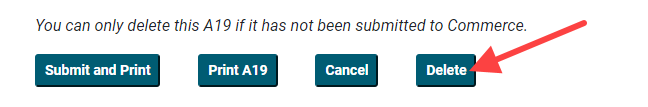 You can only delete this A19 if it has not been submitted to Commerce.
Submit and Print Print A19 Cancel Delete